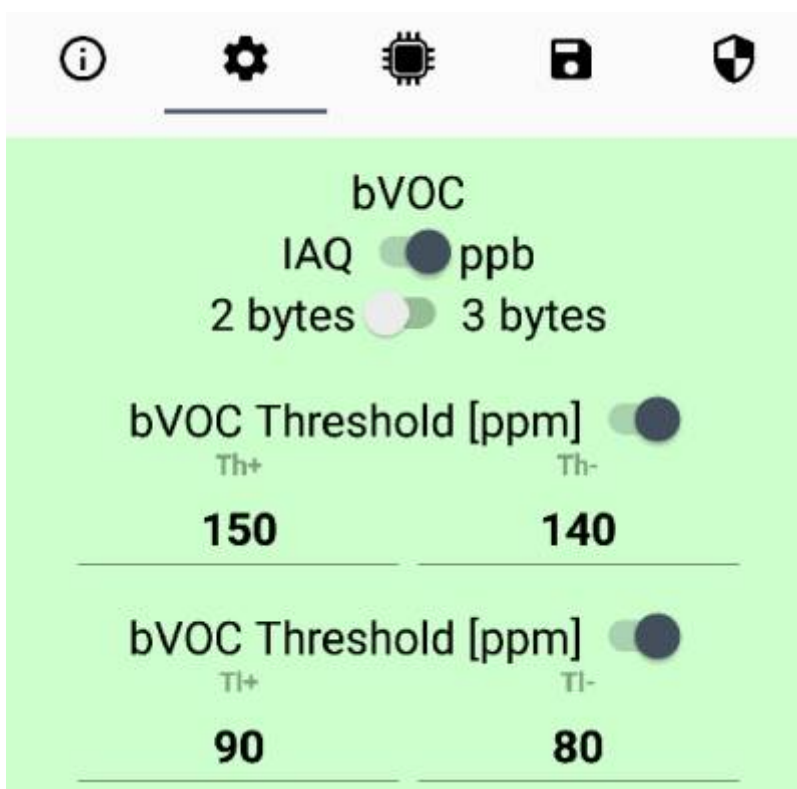 bVOC
IAQ ppb
2 bytes 3 bytes
bVOC Threshold [ppm]
Th+ Th-
150 140
bVOC Threshold [ppm]
Tl+ Tl-
90 80